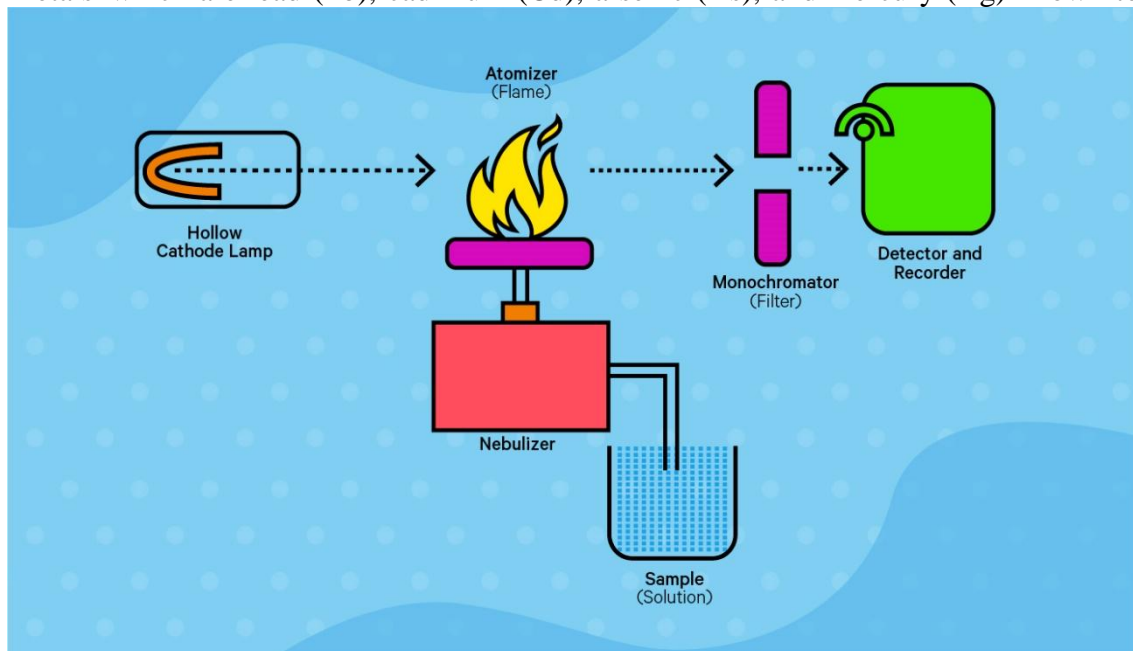 Atomizer
(Flame)
Hollow
Cathode Lamp
Monochromator
(Filter)
Detector and
Recorder
Nebulizer
Sample
(Solution)